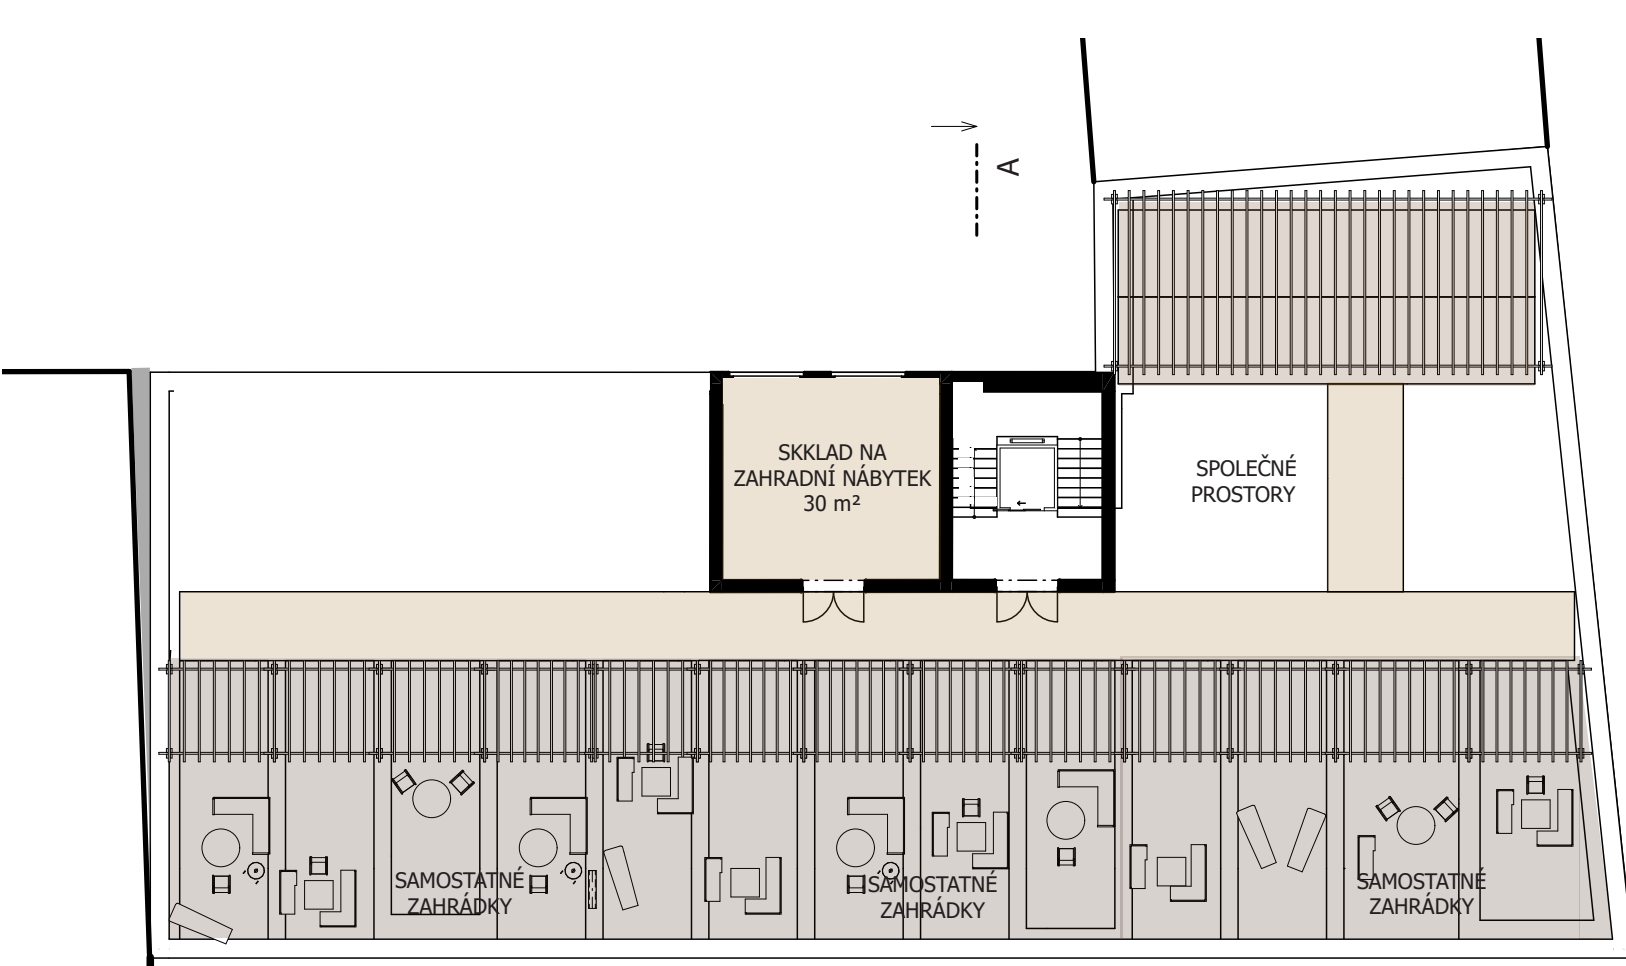 A
SKKLAD NA
ZAHRADNÍ NÁBYTEK
30 m²
SPOLEČNÉ
PROSTORY
SAMOSTATNÉ
ZAHRÁDKY
SAMOSTATNÉ
ZAHRÁDKY
SAMOSTATNÉ
ZAHRÁDKY